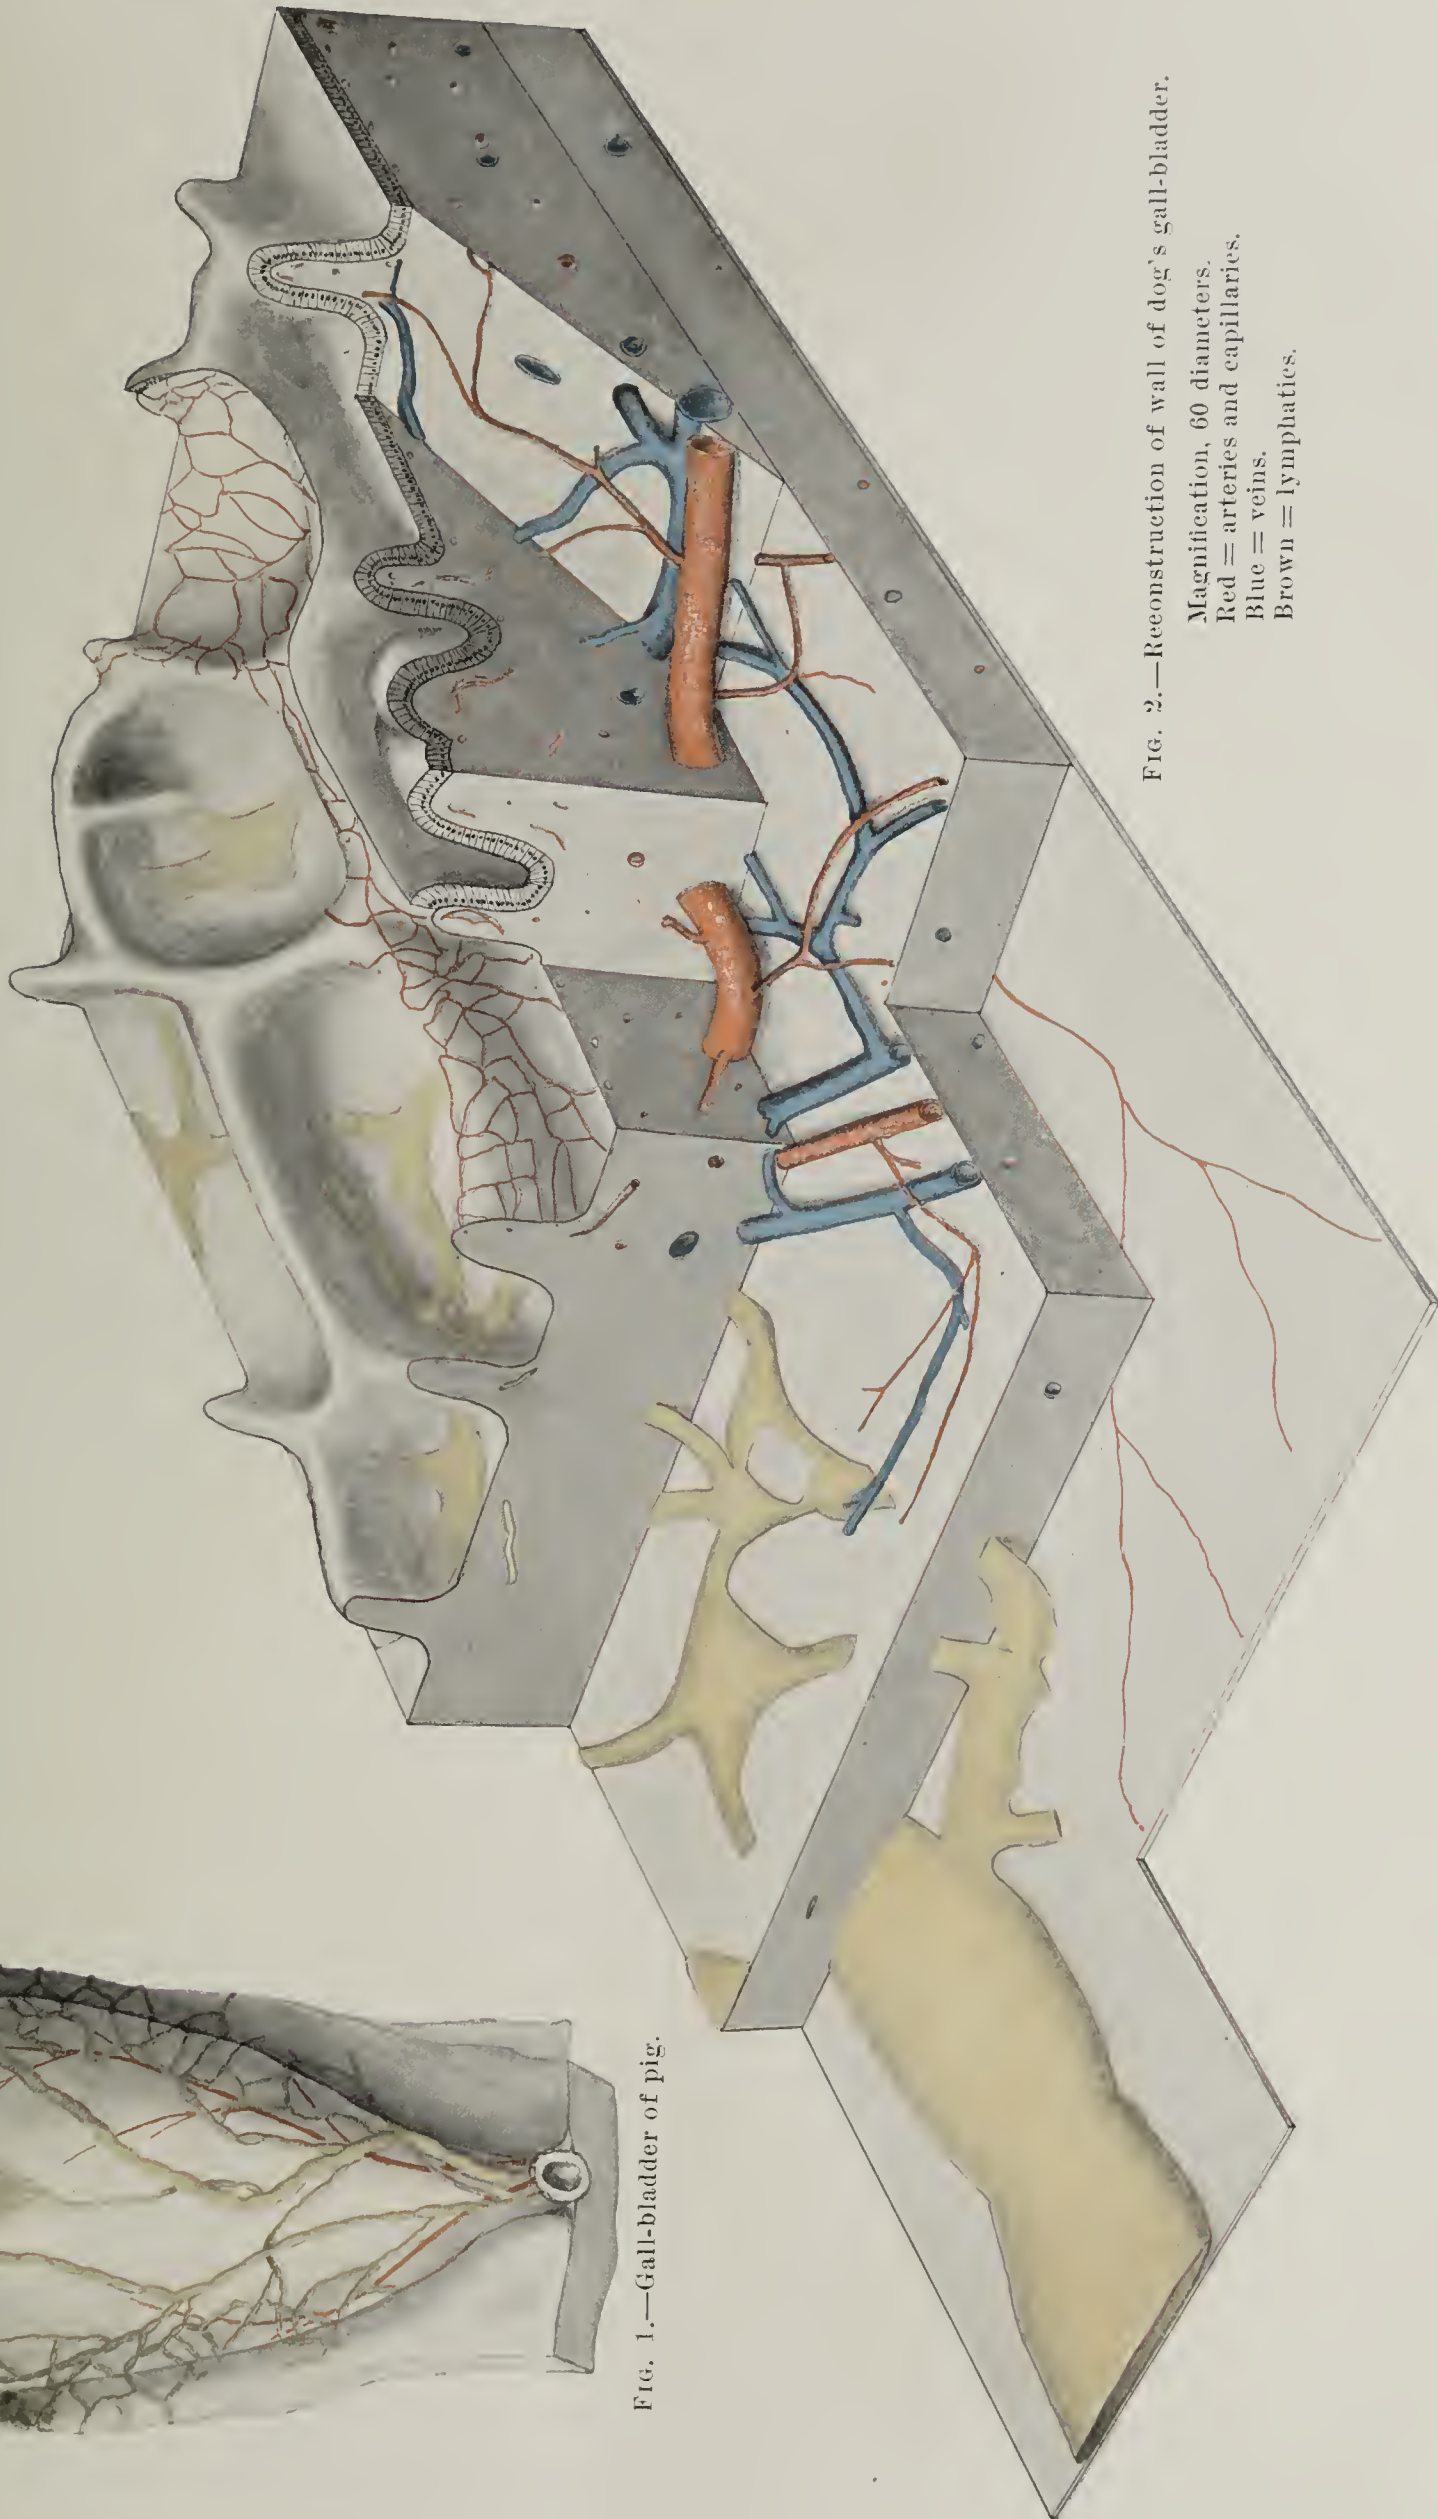 FIG. 1.—Gall-bladder of pig.
FIG. 2.—Reconstruction of wall of dog's gall-bladder.
Magnification, 60 diameters.
Red = arteries and capillaries.
Blue = veins.
Brown = lymphatics.